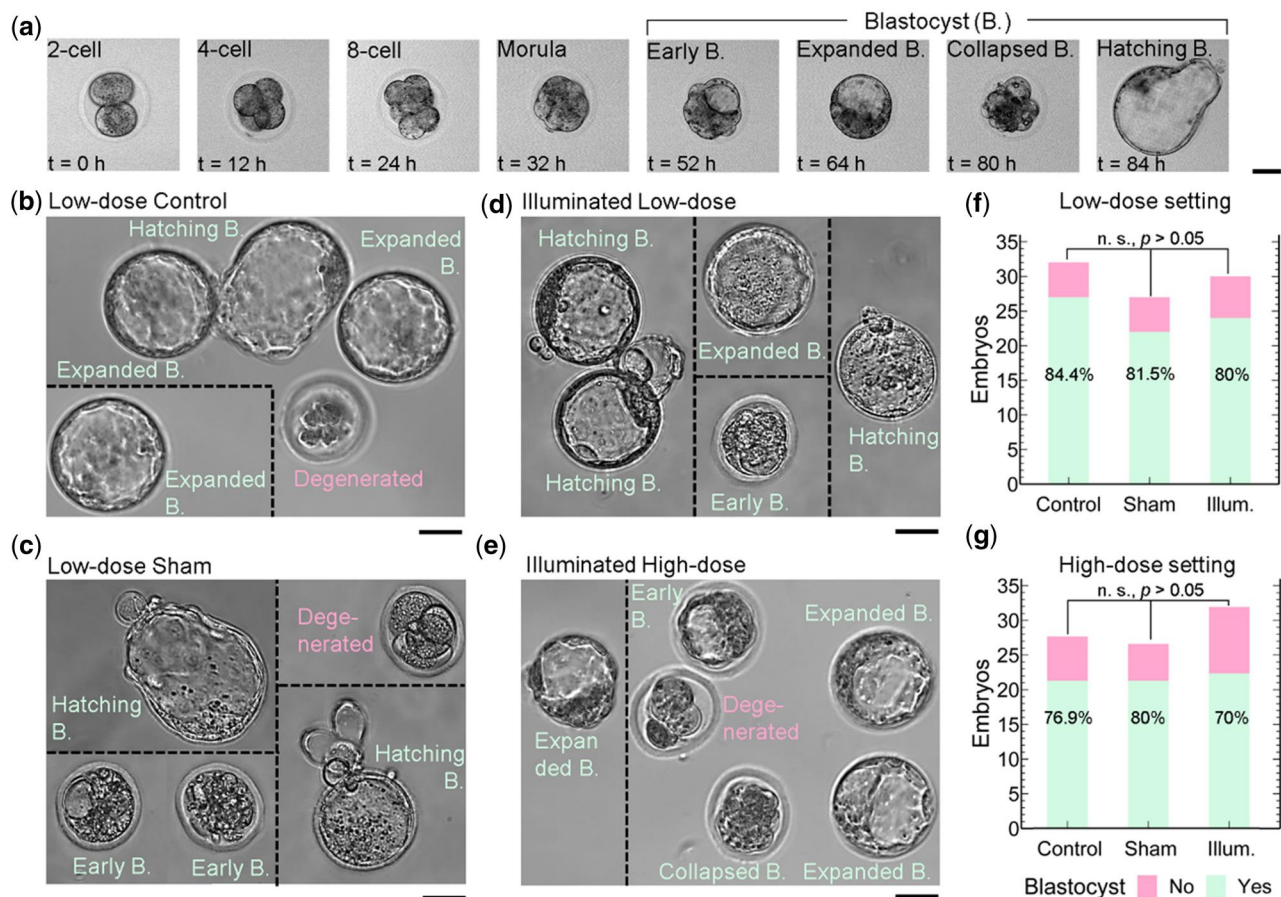 (a)
Blastocyst (B.)
2-cell
4-cell
8-cell
Morula
Early B.
Expanded B.
Collapsed B.
Hatching B.
t = 0 h
t = 12 h
t = 24 h
t = 32 h
t = 52 h
t = 64 h
t = 80 h
t = 84 h
(b) Low-dose Control
Hatching B.
Expanded
B.
Expanded B.
Expanded
B.
Degenerated
(c) Low-dose Sham
Hatching
B.
Dege-
nerated
Hatching
B.
Early B.
Early B.
(d) Illuminated Low-dose
Hatching B.
Expanded B.
Hatching
B.
Hatching B.
Early B.
(e) Illuminated High-dose
Early
B.
Expanded B.
Dege-
nerated
Expan
ded B.
Collapsed B.
Expanded B.
(f)
Low-dose setting
n. s., p > 0.05
Embryos
35
30
25
20
15
10
5
0
84.4%
81.5%
80%
Control
Sham
Illum.
(g)
High-dose setting
n. s., p > 0.05
Embryos
35
30
25
20
15
10
5
0
76.9%
80%
70%
Control
Sham
Illum.
Blastocyst No Yes